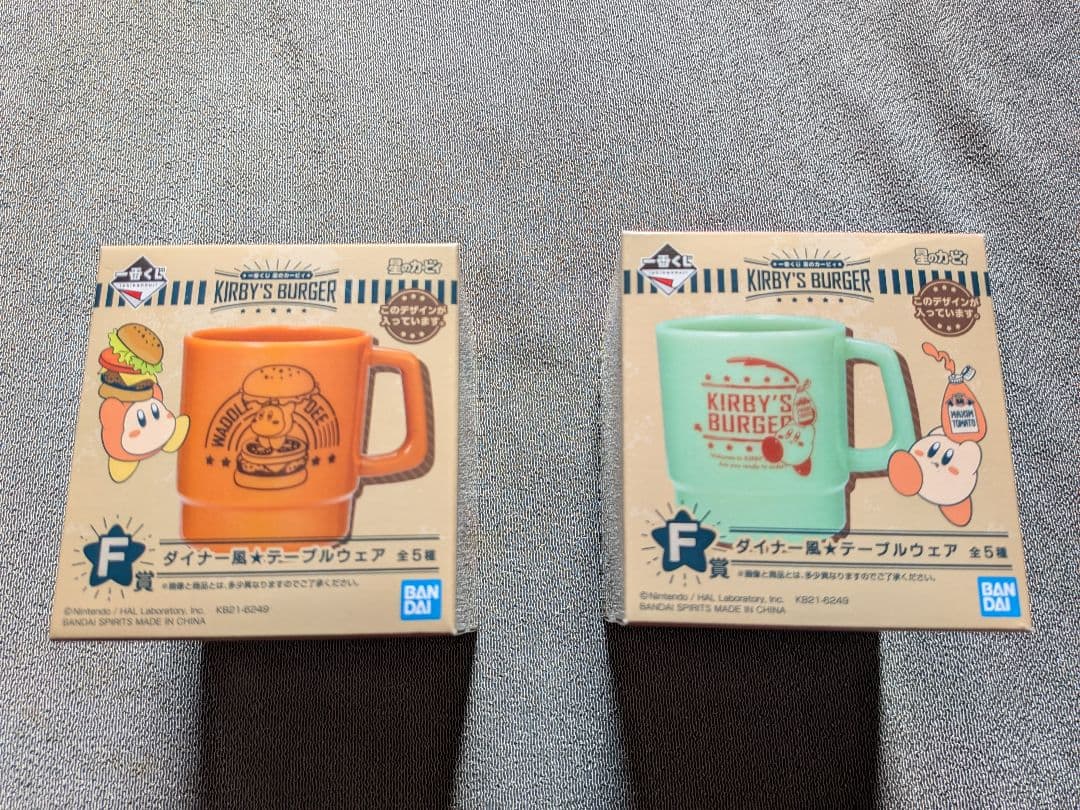 一番くじ
ICHIBANKUJI
一番くじ 星のカービィ
KIRBY'S BURGER
星のカービィ
このデザインが
入っています。
WADDLE DEE
F賞
ダイナー風★テーブルウェア 全5種
※画像と商品とは、多少異なりますのでご了承ください。
©Nintendo / HAL Laboratory, Inc. KB21-6249
BANDAI SPIRITS MADE IN CHINA
BAN
DAI
一番くじ
ICHIBANKUJI
一番くじ 星のカービィ
KIRBY'S BURGER
星のカービィ
このデザインが
入っています。
KIRBY'S
BURGER
MAXIM
TOMATO
F賞
ダイナー風★テーブルウェア 全5種
※画像と商品とは、多少異なりますのでご了承ください。
©Nintendo / HAL Laboratory, Inc. KB21-6249
BANDAI SPIRITS MADE IN CHINA
BAN
DAI